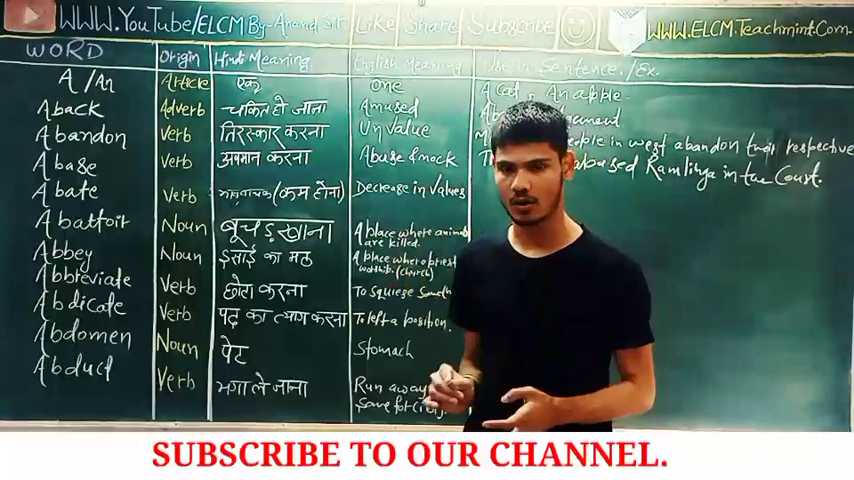 WWW.YouTube/ELCM By-Anand Sir Like Share Subscribe WWW.ELCM.Teachmint.Com.
WORD Origin Hindi Meaning. English Meaning Use in Sentence./Ex.
A/An Article एक one A Cat, An apple.
Aback Adverb चकित हो जाना Amused
Abandon Verb तिरस्कार करना Un value in west abandon their respective
Abase Verb अपमान करना Abuse & mock abased Ramlinga in the Court.
Abate Verb (कम होना) Decrease in Values
Abattoir Noun बूचड़खाना A place where animals are killed.
Abbey Noun इसाई का मठ A place where priest worship. (church)
Abbreviate Verb छोटा करना To squiese
Abdicate Verb पद का त्याग करना To left a position.
Abdomen Noun पेट Stomach
Abduct Verb भगा ले जाना Run away
SUBSCRIBE TO OUR CHANNEL.